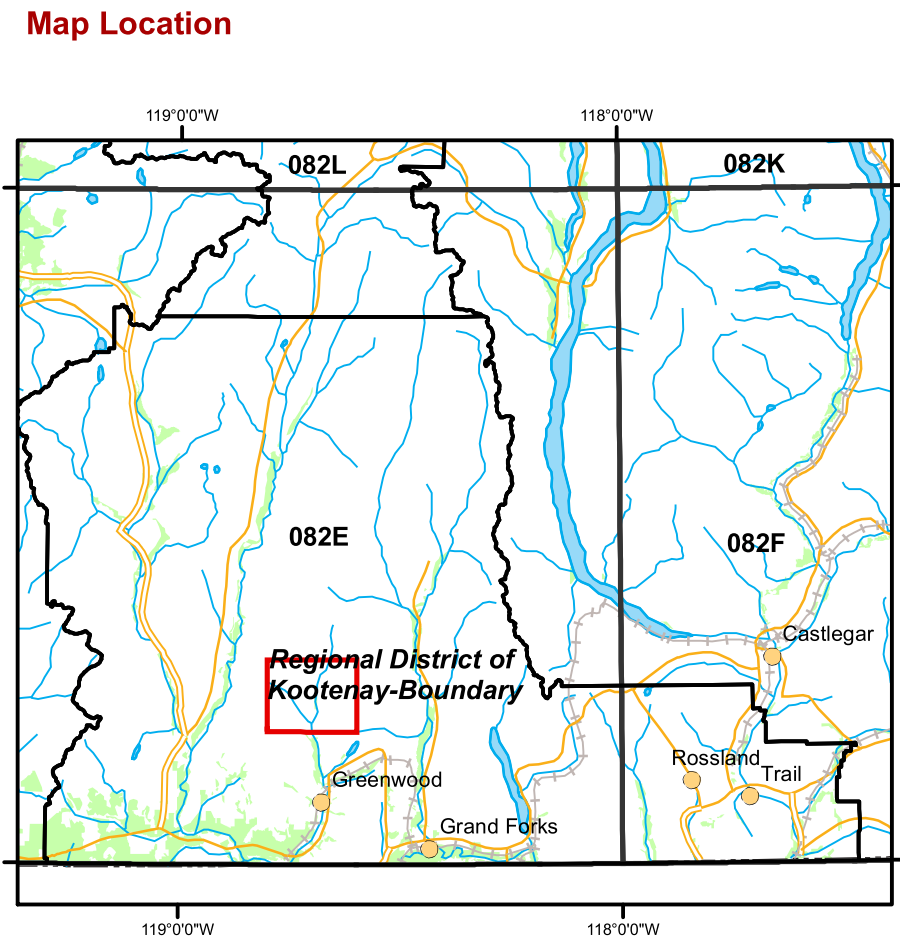 Map Location
119°0'0"W
118°0'0"W
082L
082K
082E
082F
Castlegar
Regional District of
Kootenay-Boundary
Rossland
Trail
Greenwood
Grand Forks
119°0'0"W
118°0'0"W